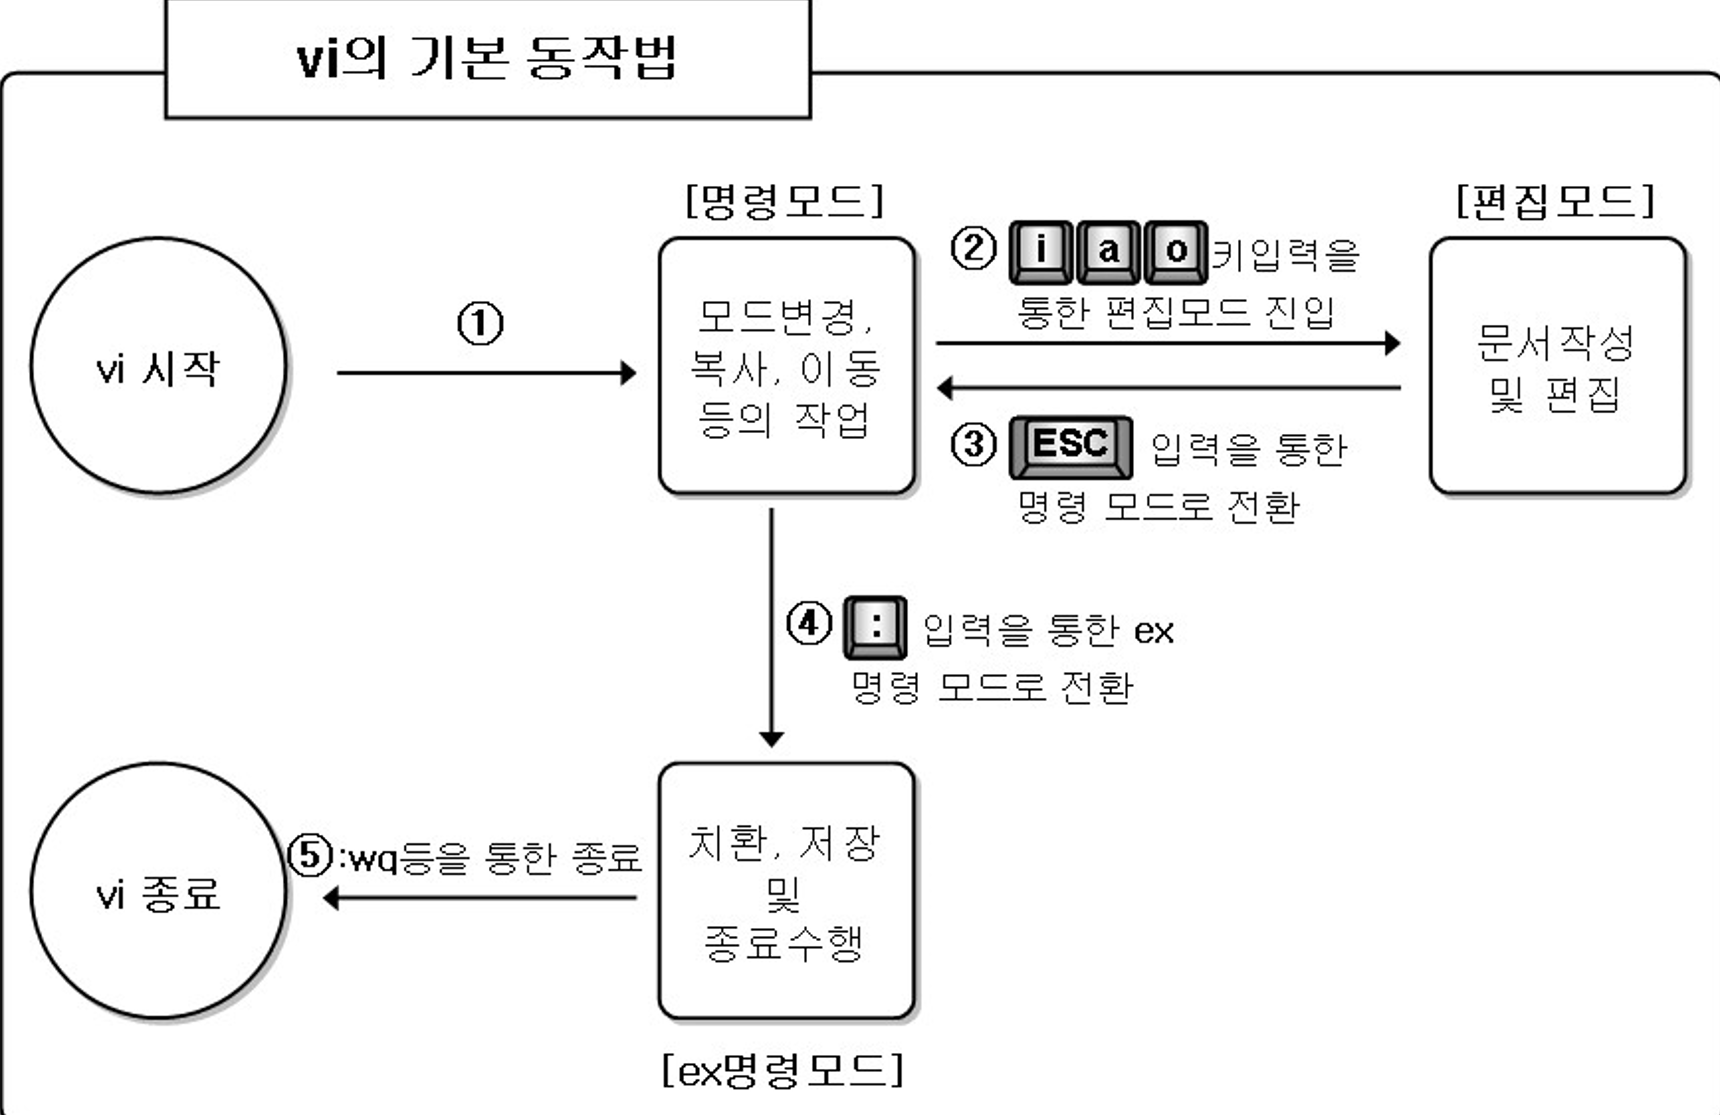 vi의 기본 동작법
[명령모드]
[편집모드]
vi 시작
①
모드변경,
복사, 이동
등의 작업
② i a o 키입력을
통한 편집모드 진입
③ ESC 입력을 통한
명령 모드로 전환
문서작성
및 편집
④ : 입력을 통한 ex
명령 모드로 전환
vi 종료
⑤:wq등을 통한 종료
치환, 저장
및
종료수행
[ex명령모드]